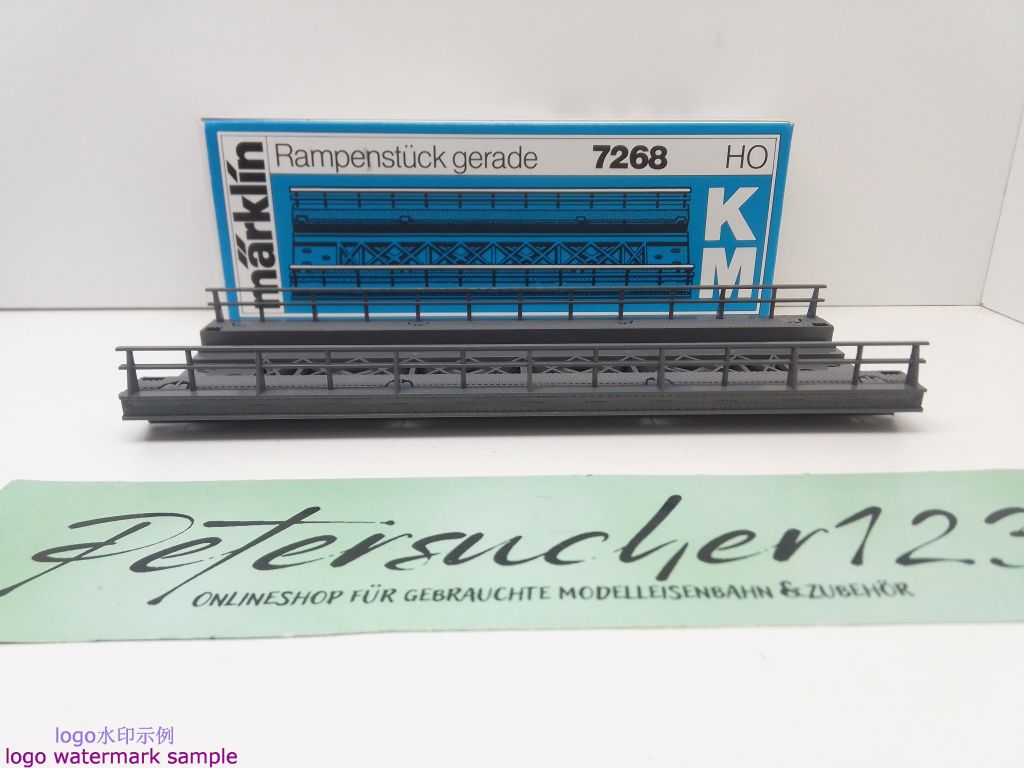 märklin
Rampenstück gerade 7268 HO
K
M
Petersucher123
ONLINESHOP FÜR GEBRAUCHTE MODELLEISENBAHN & ZUBEHÖR
logo水印示例
logo watermark sample